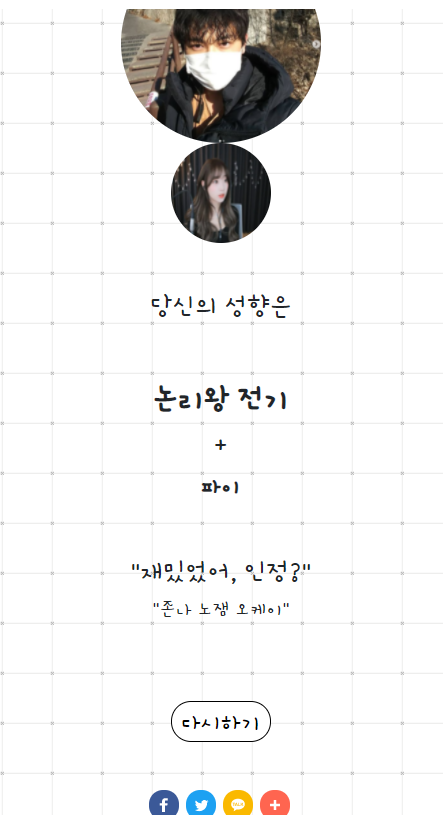 당신의 성향은
논리왕 전기
+
파이
"재밌었어, 인정?"
"존나 노잼 오케이"
다시하기